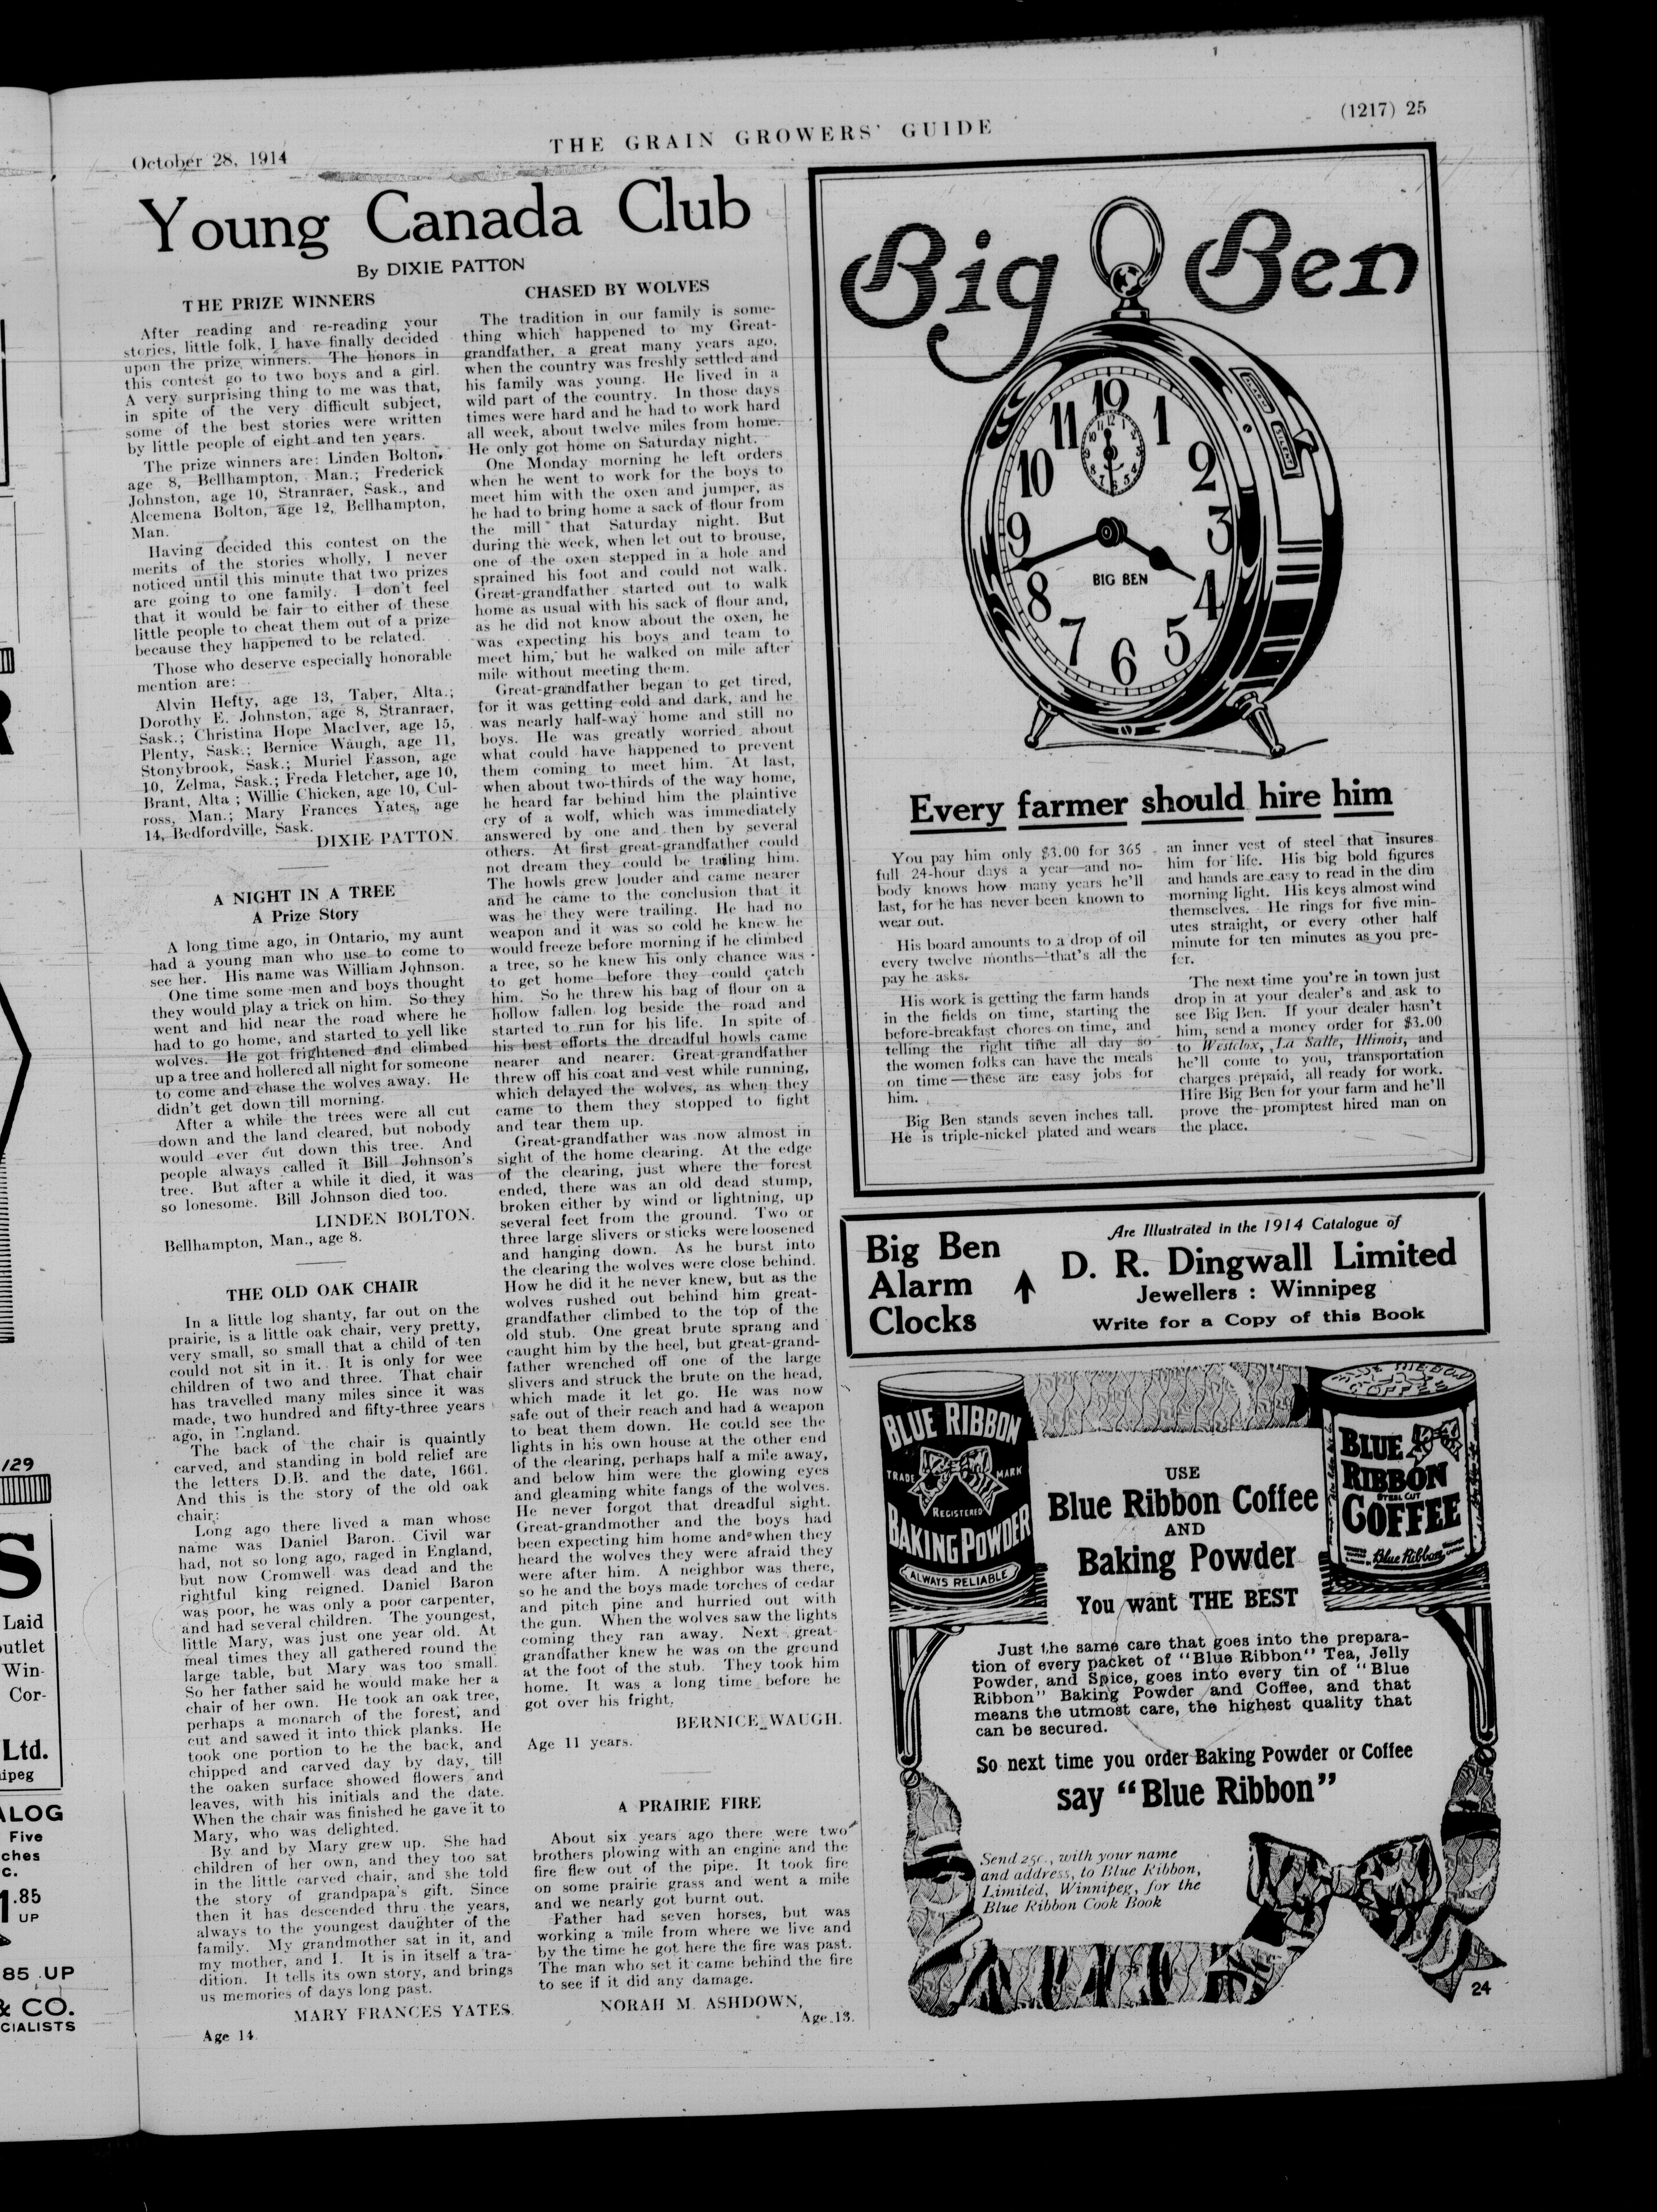 (1217) 25
THE GRAIN GROWERS' GUIDE
October 28, 1914
Young Canada Club
By DIXIE PATTON
THE PRIZE WINNERS
After reading and re-reading your
stories, little folk, I have finally decided
upon the prize winners. The honors in
this contest go to two boys and a girl.
A very surprising thing to me was that,
in spite of the very difficult subject,
some of the best stories were written
by little people of eight and ten years.
The prize winners are: Linden Bolton,
age 8, Bellhampton, Man.; Frederick
Johnston, age 10, Stranraer, Sask., and
Alcemena Bolton, age 12, Bellhampton,
Man.
Having decided this contest on the
merits of the stories wholly, I never
noticed until this minute that two prizes
are going to one family. I don't feel
that it would be fair to either of these
little people to cheat them out of a prize
because they happened to be related.
Those who deserve especially honorable
mention are:
Alvin Hefty, age 13, Taber, Alta.;
Dorothy E. Johnston, age 8, Stranraer,
Sask.; Christina Hope MacIver, age 15,
Plenty, Sask.; Bernice Waugh, age 11,
Stonybrook, Sask.; Muriel Easson, age
10, Zelma, Sask.; Freda Fletcher, age 10,
Brant, Alta ; Willie Chicken, age 10, Cul-
ross, Man.; Mary Frances Yates, age
14, Bedfordville, Sask.
DIXIE PATTON.
A NIGHT IN A TREE
A Prize Story
A long time ago, in Ontario, my aunt
had a young man who use to come to
see her. His name was William Johnson.
One time some men and boys thought
they would play a trick on him. So they
went and hid near the road where he
had to go home, and started to yell like
wolves. He got frightened and climbed
up a tree and hollered all night for someone
to come and chase the wolves away. He
didn't get down till morning.
After a while the trees were all cut
down and the land cleared, but nobody
would ever cut down this tree. And
people always called it Bill Johnson's
tree. But after a while it died, it was
so lonesome. Bill Johnson died too.
LINDEN BOLTON.
Bellhampton, Man., age 8.
THE OLD OAK CHAIR
In a little log shanty, far out on the
prairie, is a little oak chair, very pretty,
very small, so small that a child of ten
could not sit in it. It is only for wee
children of two and three. That chair
has travelled many miles since it was
made, two hundred and fifty-three years
ago, in England.
The back of the chair is quaintly
carved, and standing in bold relief are
the letters D.B. and the date, 1661.
And this is the story of the old oak
chair:
Long ago there lived a man whose
name was Daniel Baron. Civil war
had, not so long ago, raged in England,
but now Cromwell was dead and the
rightful king reigned. Daniel Baron
was poor, he was only a poor carpenter,
and had several children. The youngest,
little Mary, was just one year old. At
meal times they all gathered round the
large table, but Mary was too small.
So her father said he would make her a
chair of her own. He took an oak tree,
perhaps a monarch of the forest, and
cut and sawed it into thick planks. He
took one portion to be the back, and
chipped and carved day by day, till
the oaken surface showed flowers and
leaves, with his initials and the date.
When the chair was finished he gave it to
Mary, who was delighted.
By and by Mary grew up. She had
children of her own, and they too sat
in the little carved chair, and she told
the story of grandpapa's gift. Since
then it has descended thru the years,
always to the youngest daughter of the
family. My grandmother sat in it, and
my mother, and I. It is in itself a tra-
dition. It tells its own story, and brings
us memories of days long past.
MARY FRANCES YATES.
Age 14.
CHASED BY WOLVES
The tradition in our family is some-
thing which happened to my Great-
grandfather, a great many years ago,
when the country was freshly settled and
his family was young. He lived in a
wild part of the country. In those days
times were hard and he had to work hard
all week, about twelve miles from home.
He only got home on Saturday night.
One Monday morning he left orders
when he went to work for the boys to
meet him with the oxen and jumper, as
he had to bring home a sack of flour from
the mill that Saturday night. But
during the week, when let out to brouse,
one of the oxen stepped in a hole and
sprained his foot and could not walk.
Great-grandfather started out to walk
home as usual with his sack of flour and,
as he did not know about the oxen, he
was expecting his boys and team to
meet him, but he walked on mile after
mile without meeting them.
Great-grandfather began to get tired,
for it was getting cold and dark, and he
was nearly half-way home and still no
boys. He was greatly worried about
what could have happened to prevent
them coming to meet him. At last,
when about two-thirds of the way home,
he heard far behind him the plaintive
cry of a wolf, which was immediately
answered by one and then by several
others. At first great-grandfather could
not dream they could be trailing him.
The howls grew louder and came nearer
and he came to the conclusion that it
was he they were trailing. He had no
weapon and it was so cold he knew he
would freeze before morning if he climbed
a tree, so he knew his only chance was
to get home before they could catch
him. So he threw his bag of flour on a
hollow fallen log beside the road and
started to run for his life. In spite of
his best efforts the dreadful howls came
nearer and nearer. Great-grandfather
threw off his coat and vest while running,
which delayed the wolves, as when they
came to them they stopped to fight
and tear them up.
Great-grandfather was now almost in
sight of the home clearing. At the edge
of the clearing, just where the forest
ended, there was an old dead stump,
broken either by wind or lightning, up
several feet from the ground. Two or
three large slivers or sticks were loosened
and hanging down. As he burst into
the clearing the wolves were close behind.
How he did it he never knew, but as the
wolves rushed out behind him great-
grandfather climbed to the top of the
old stub. One great brute sprang and
caught him by the heel, but great-grand-
father wrenched off one of the large
slivers and struck the brute on the head,
which made it let go. He was now
safe out of their reach and had a weapon
to beat them down. He could see the
lights in his own house at the other end
of the clearing, perhaps half a mile away,
and below him were the glowing eyes
and gleaming white fangs of the wolves.
He never forgot that dreadful sight.
Great-grandmother and the boys had
been expecting him home and when they
heard the wolves they were afraid they
were after him. A neighbor was there,
so he and the boys made torches of cedar
and pitch pine and hurried out with
the gun. When the wolves saw the lights
coming they ran away. Next great-
grandfather knew he was on the ground
at the foot of the stub. They took him
home. It was a long time before he
got over his fright.
BERNICE WAUGH.
Age 11 years.
A PRAIRIE FIRE
About six years ago there were two
brothers plowing with an engine and the
fire flew out of the pipe. It took fire
on some prairie grass and went a mile
and we nearly got burnt out.
Father had seven horses, but was
working a mile from where we live and
by the time he got here the fire was past.
The man who set it came behind the fire
to see if it did any damage.
NORAH M. ASHDOWN,
Age 13.
Big Ben
12 1 2 3 4 5 6 7 8 9 10 11
BIG BEN
SILENT
Every farmer should hire him
You pay him only $3.00 for 365
full 24-hour days a year—and no-
body knows how many years he'll
last, for he has never been known to
wear out.
His board amounts to a drop of oil
every twelve months—that's all the
pay he asks.
His work is getting the farm hands
in the fields on time, starting the
before-breakfast chores on time, and
telling the right time all day so
the women folks can have the meals
on time—these are easy jobs for
him.
Big Ben stands seven inches tall.
He is triple-nickel plated and wears
an inner vest of steel that insures
him for life. His big bold figures
and hands are easy to read in the dim
morning light. His keys almost wind
themselves. He rings for five min-
utes straight, or every other half
minute for ten minutes as you pre-
fer.
The next time you're in town just
drop in at your dealer's and ask to
see Big Ben. If your dealer hasn't
him, send a money order for $3.00
to Westclox, La Salle, Illinois, and
he'll come to you, transportation
charges prepaid, all ready for work.
Hire Big Ben for your farm and he'll
prove the promptest hired man on
the place.
Big Ben
Alarm
Clocks
Are Illustrated in the 1914 Catalogue of
D. R. Dingwall Limited
Jewellers : Winnipeg
Write for a Copy of this Book
BLUE RIBBON
TRADE MARK
REGISTERED
BAKING POWDER
ALWAYS RELIABLE
BLUE RIBBON
STEEL CUT
COFFEE
Blue Ribbon
USE
Blue Ribbon Coffee
AND
Baking Powder
You want THE BEST
Just the same care that goes into the prepara-
tion of every packet of "Blue Ribbon" Tea, Jelly
Powder, and Spice, goes into every tin of "Blue
Ribbon" Baking Powder and Coffee, and that
means the utmost care, the highest quality that
can be secured.
So next time you order Baking Powder or Coffee
say "Blue Ribbon"
Send 25c., with your name
and address, to Blue Ribbon,
Limited, Winnipeg, for the
Blue Ribbon Cook Book
24
/29
S
Laid
outlet
Win-
Cor-
Ltd.
ipeg
ALOG
Five
ches
c.
1.85
UP
85 UP
& CO.
CIALISTS